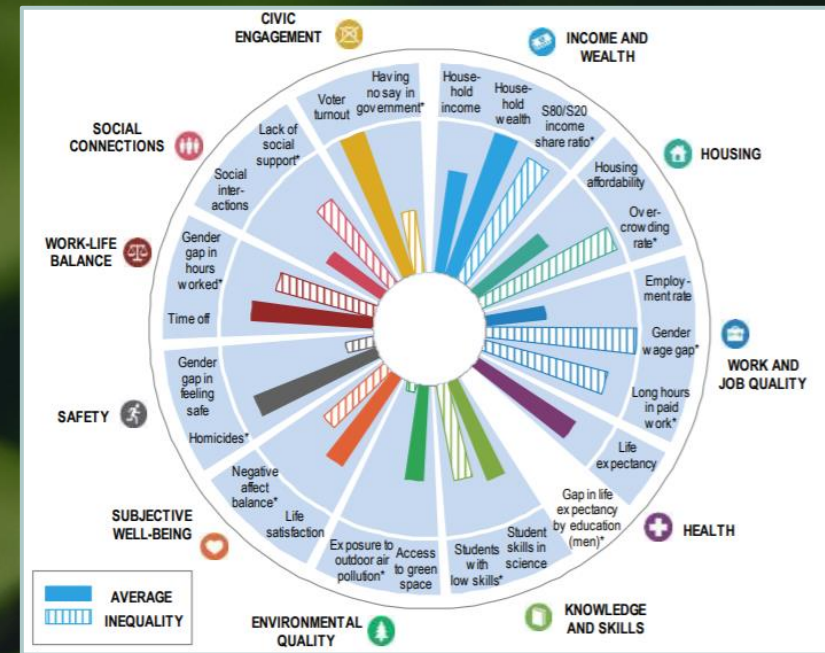 CIVIC
ENGAGEMENT
INCOME AND
WEALTH
HOUSING
WORK AND
JOB QUALITY
HEALTH
KNOWLEDGE
AND SKILLS
ENVIRONMENTAL
QUALITY
SUBJECTIVE
WELL-BEING
SAFETY
WORK-LIFE
BALANCE
SOCIAL
CONNECTIONS
Voter
turnout
Having
no say in
government*
House-
hold
income
House-
hold
wealth
S80/S20
income
share ratio*
Housing
affordability
Over-
crowding
rate*
Employ-
ment rate
Gender
wage gap*
Long hours
in paid
work*
Life
expectancy
Gap in life
expectancy
by education
(men)*
Student
skills in
science
Students
with
low skills*
Access
to green
space
Exposure to
outdoor air
pollution*
Life
satisfaction
Negative
affect
balance*
Homicides*
Gender
gap in
feeling
safe
Time off
Gender
gap in
hours
worked*
Social
inter-
actions
Lack of
social
support*
AVERAGE
INEQUALITY